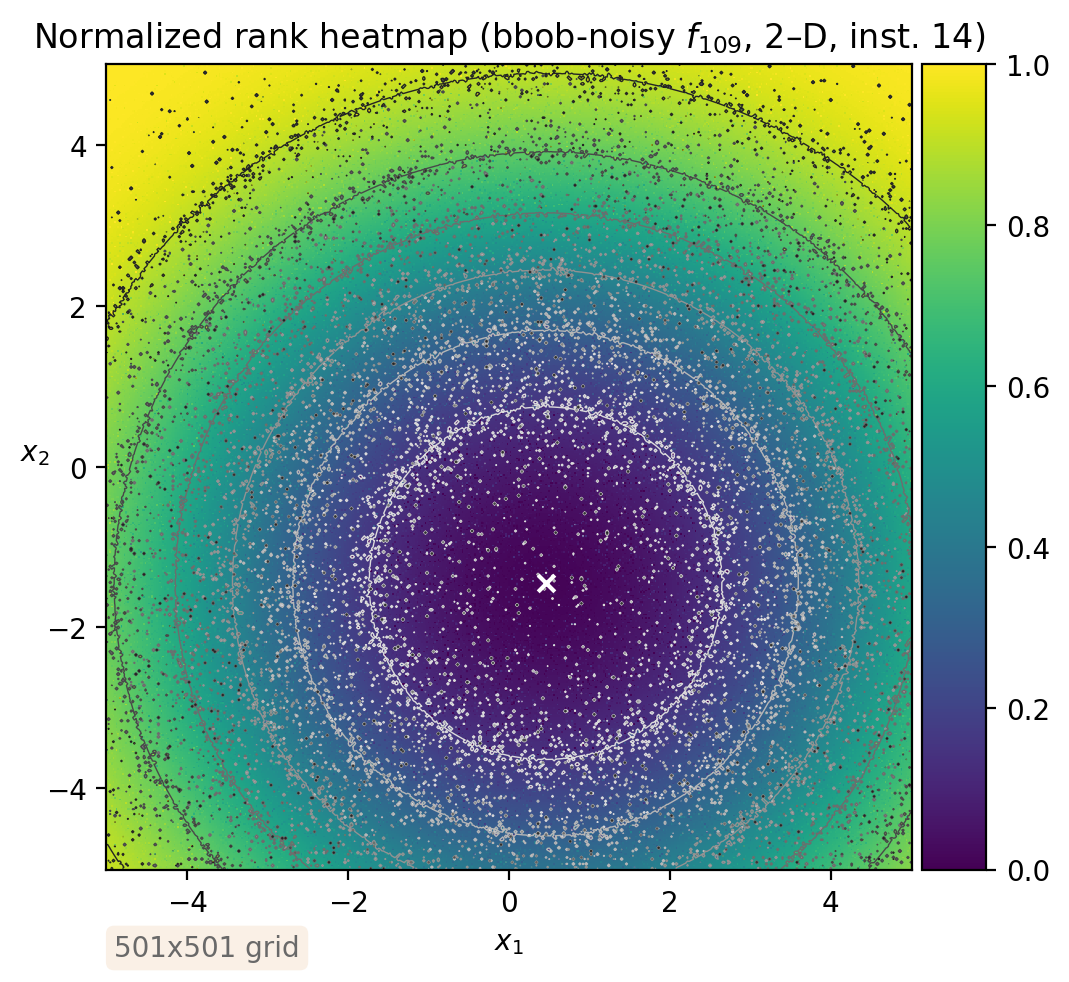 Normalized rank heatmap (bbob-noisy f₁₀₉, 2–D, inst. 14)
1.0
4
0.8
2
0.6
x₂
0
0.4
−2
0.2
−4
0.0
−4 −2 0 2 4
x₁
501x501 grid